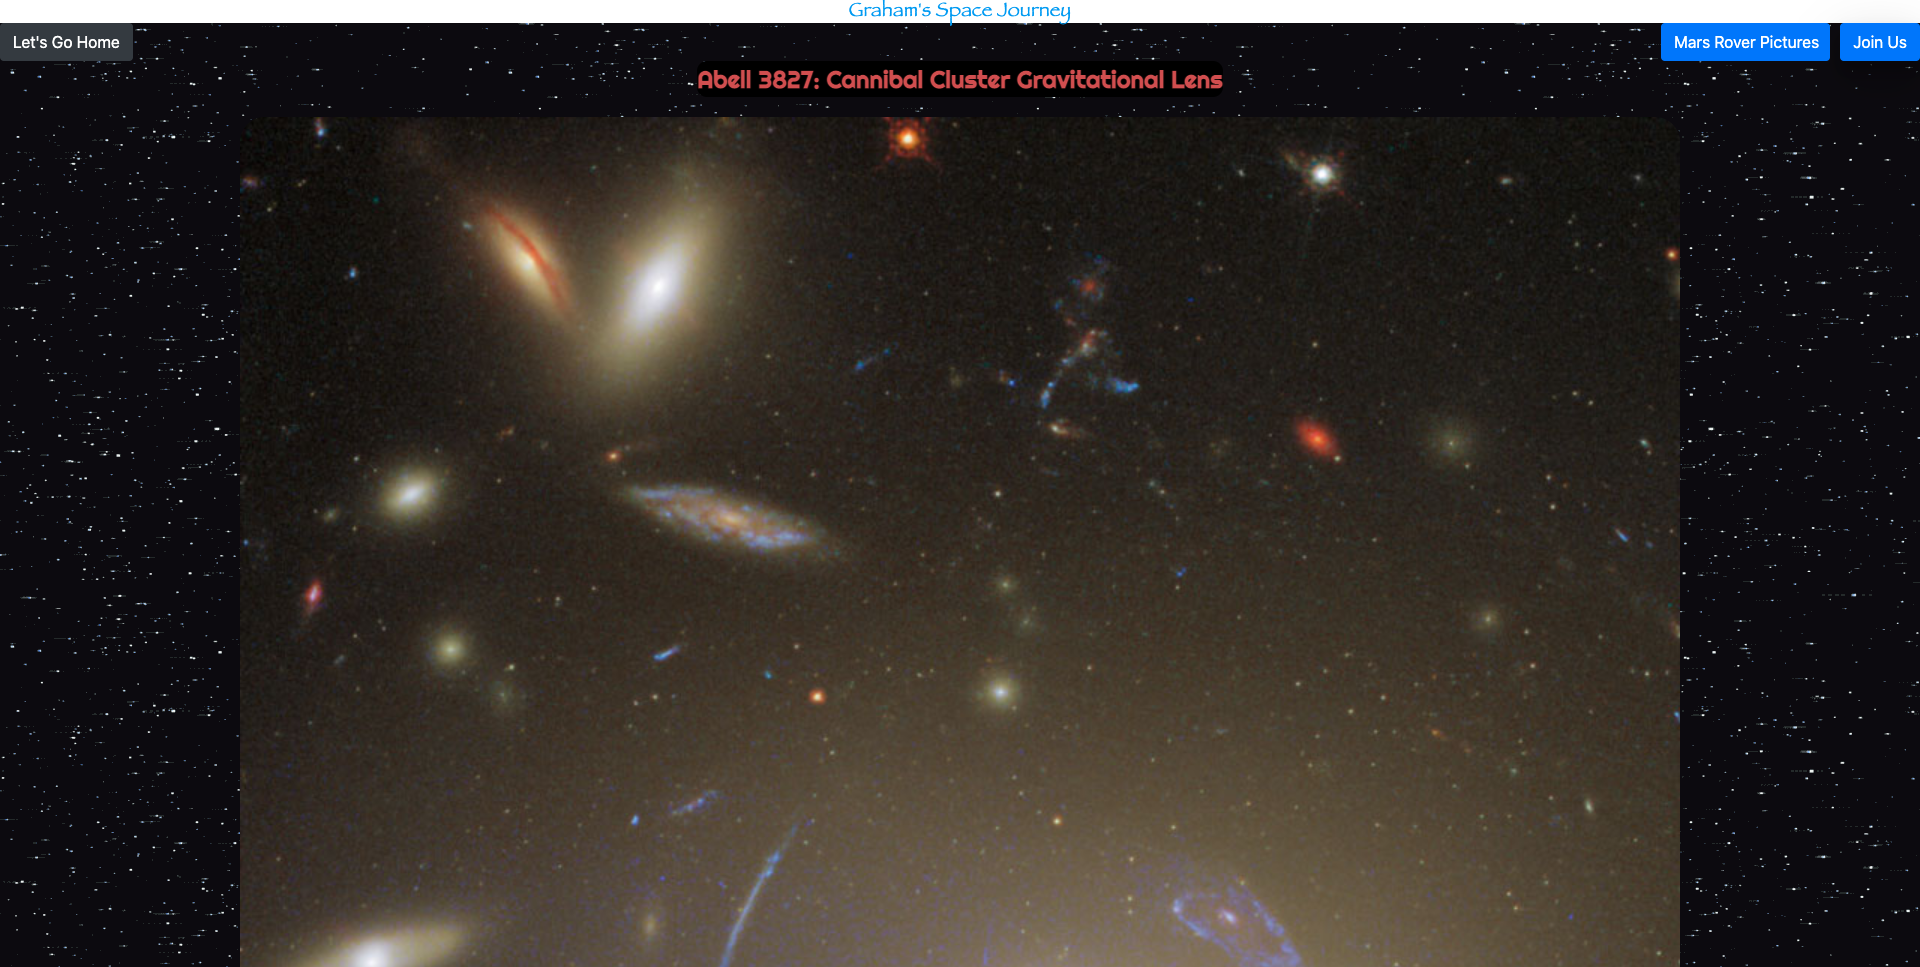 Graham's Space Journey
Let's Go Home
Mars Rover Pictures
Join Us
Abell 3827: Cannibal Cluster Gravitational Lens